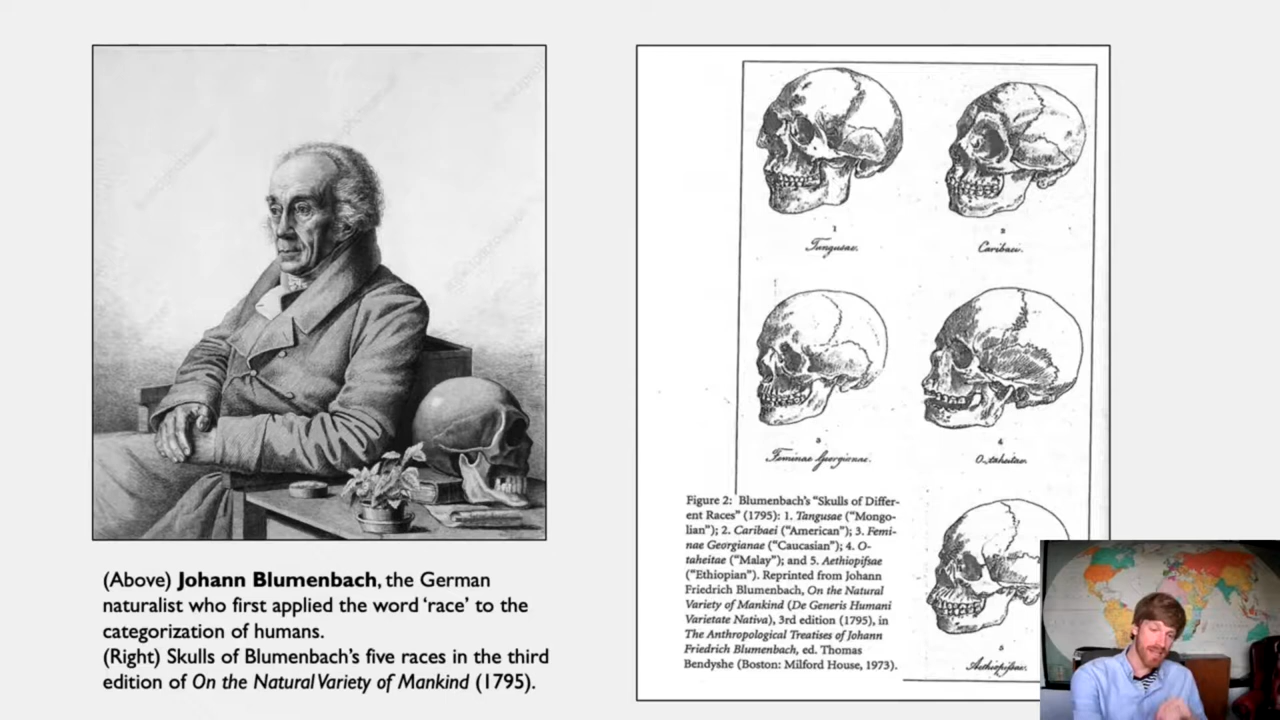 (Above) Johann Blumenbach, the German
naturalist who first applied the word ‘race’ to the
categorization of humans.
(Right) Skulls of Blumenbach’s five races in the third
edition of On the Natural Variety of Mankind (1795).
1
2
Tungusae.
Caribaei.
3
4
Feminae Georgianae.
O-taheitae.
Figure 2: Blumenbach’s “Skulls of Differ-
ent Races” (1795): 1. Tangusae (“Mongo-
lian”); 2. Caribaei (“American”); 3. Femi-
nae Georgianae (“Caucasian”); 4. O-
taheitae (“Malay”); and 5. Aethiopifsae
(“Ethiopian”). Reprinted from Johann
Friedrich Blumenbach, On the Natural
Variety of Mankind (De Generis Humani
Varietate Nativa), 3rd edition (1795), in
The Anthropological Treatises of Johann
Friedrich Blumenbach, ed. Thomas
Bendyshe (Boston: Milford House, 1973).
5
Aethiopifsae.